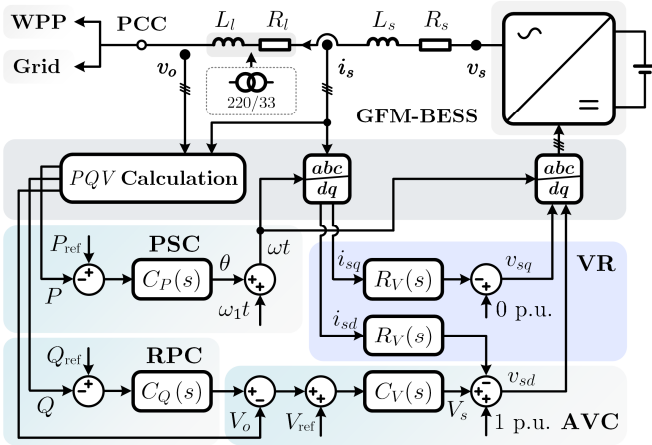 WPP
PCC
L_l
R_l
L_s
R_s
Grid
v_o
i_s
v_s
220/33
GFM-BESS
PQV Calculation
abc
dq
abc
dq
P_ref
PSC
θ
ωt
C_P(s)
P
ω_1t
i_sq
R_V(s)
v_sq
VR
0 p.u.
i_sd
R_V(s)
Q_ref
RPC
C_Q(s)
Q
V_o
V_ref
C_V(s)
V_s
v_sd
1 p.u.
AVC